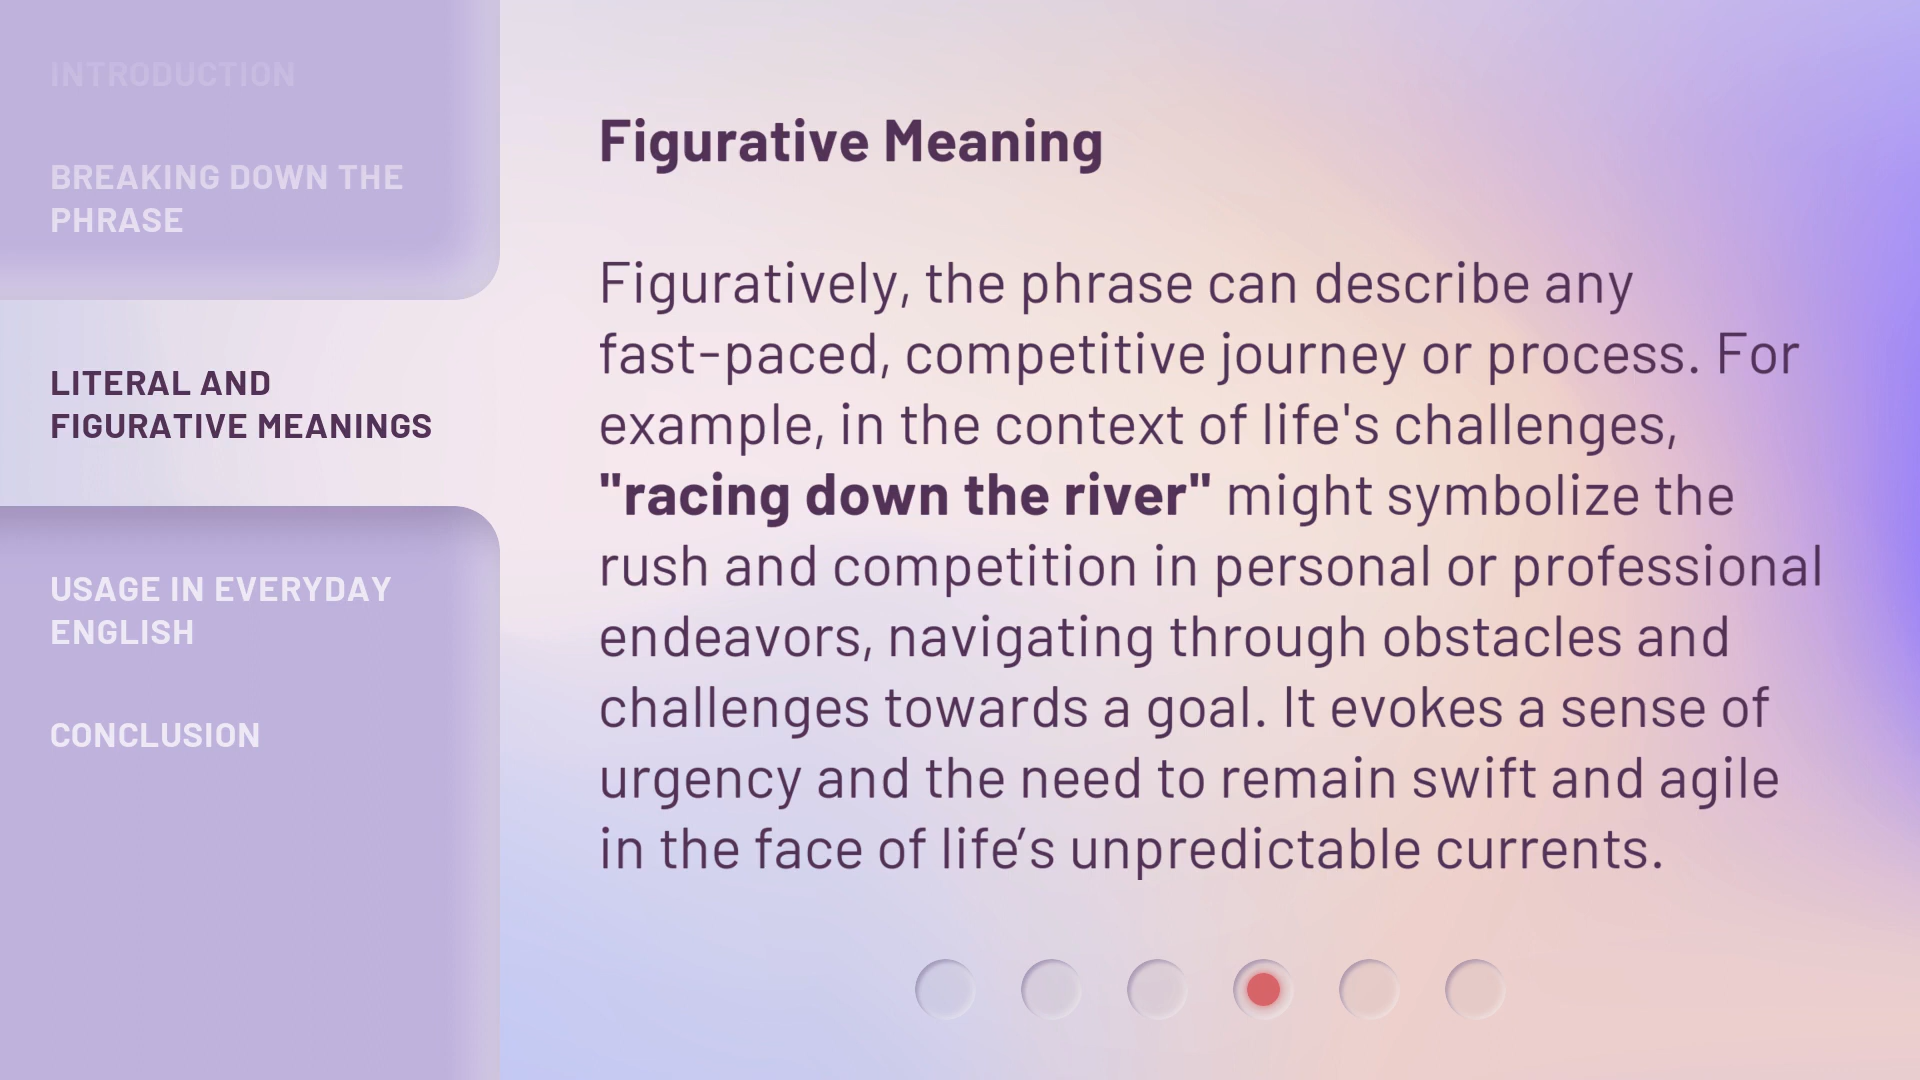 INTRODUCTION
BREAKING DOWN THE
PHRASE
LITERAL AND
FIGURATIVE MEANINGS
USAGE IN EVERYDAY
ENGLISH
CONCLUSION
Figurative Meaning
Figuratively, the phrase can describe any
fast-paced, competitive journey or process. For
example, in the context of life's challenges,
"racing down the river" might symbolize the
rush and competition in personal or professional
endeavors, navigating through obstacles and
challenges towards a goal. It evokes a sense of
urgency and the need to remain swift and agile
in the face of life’s unpredictable currents.